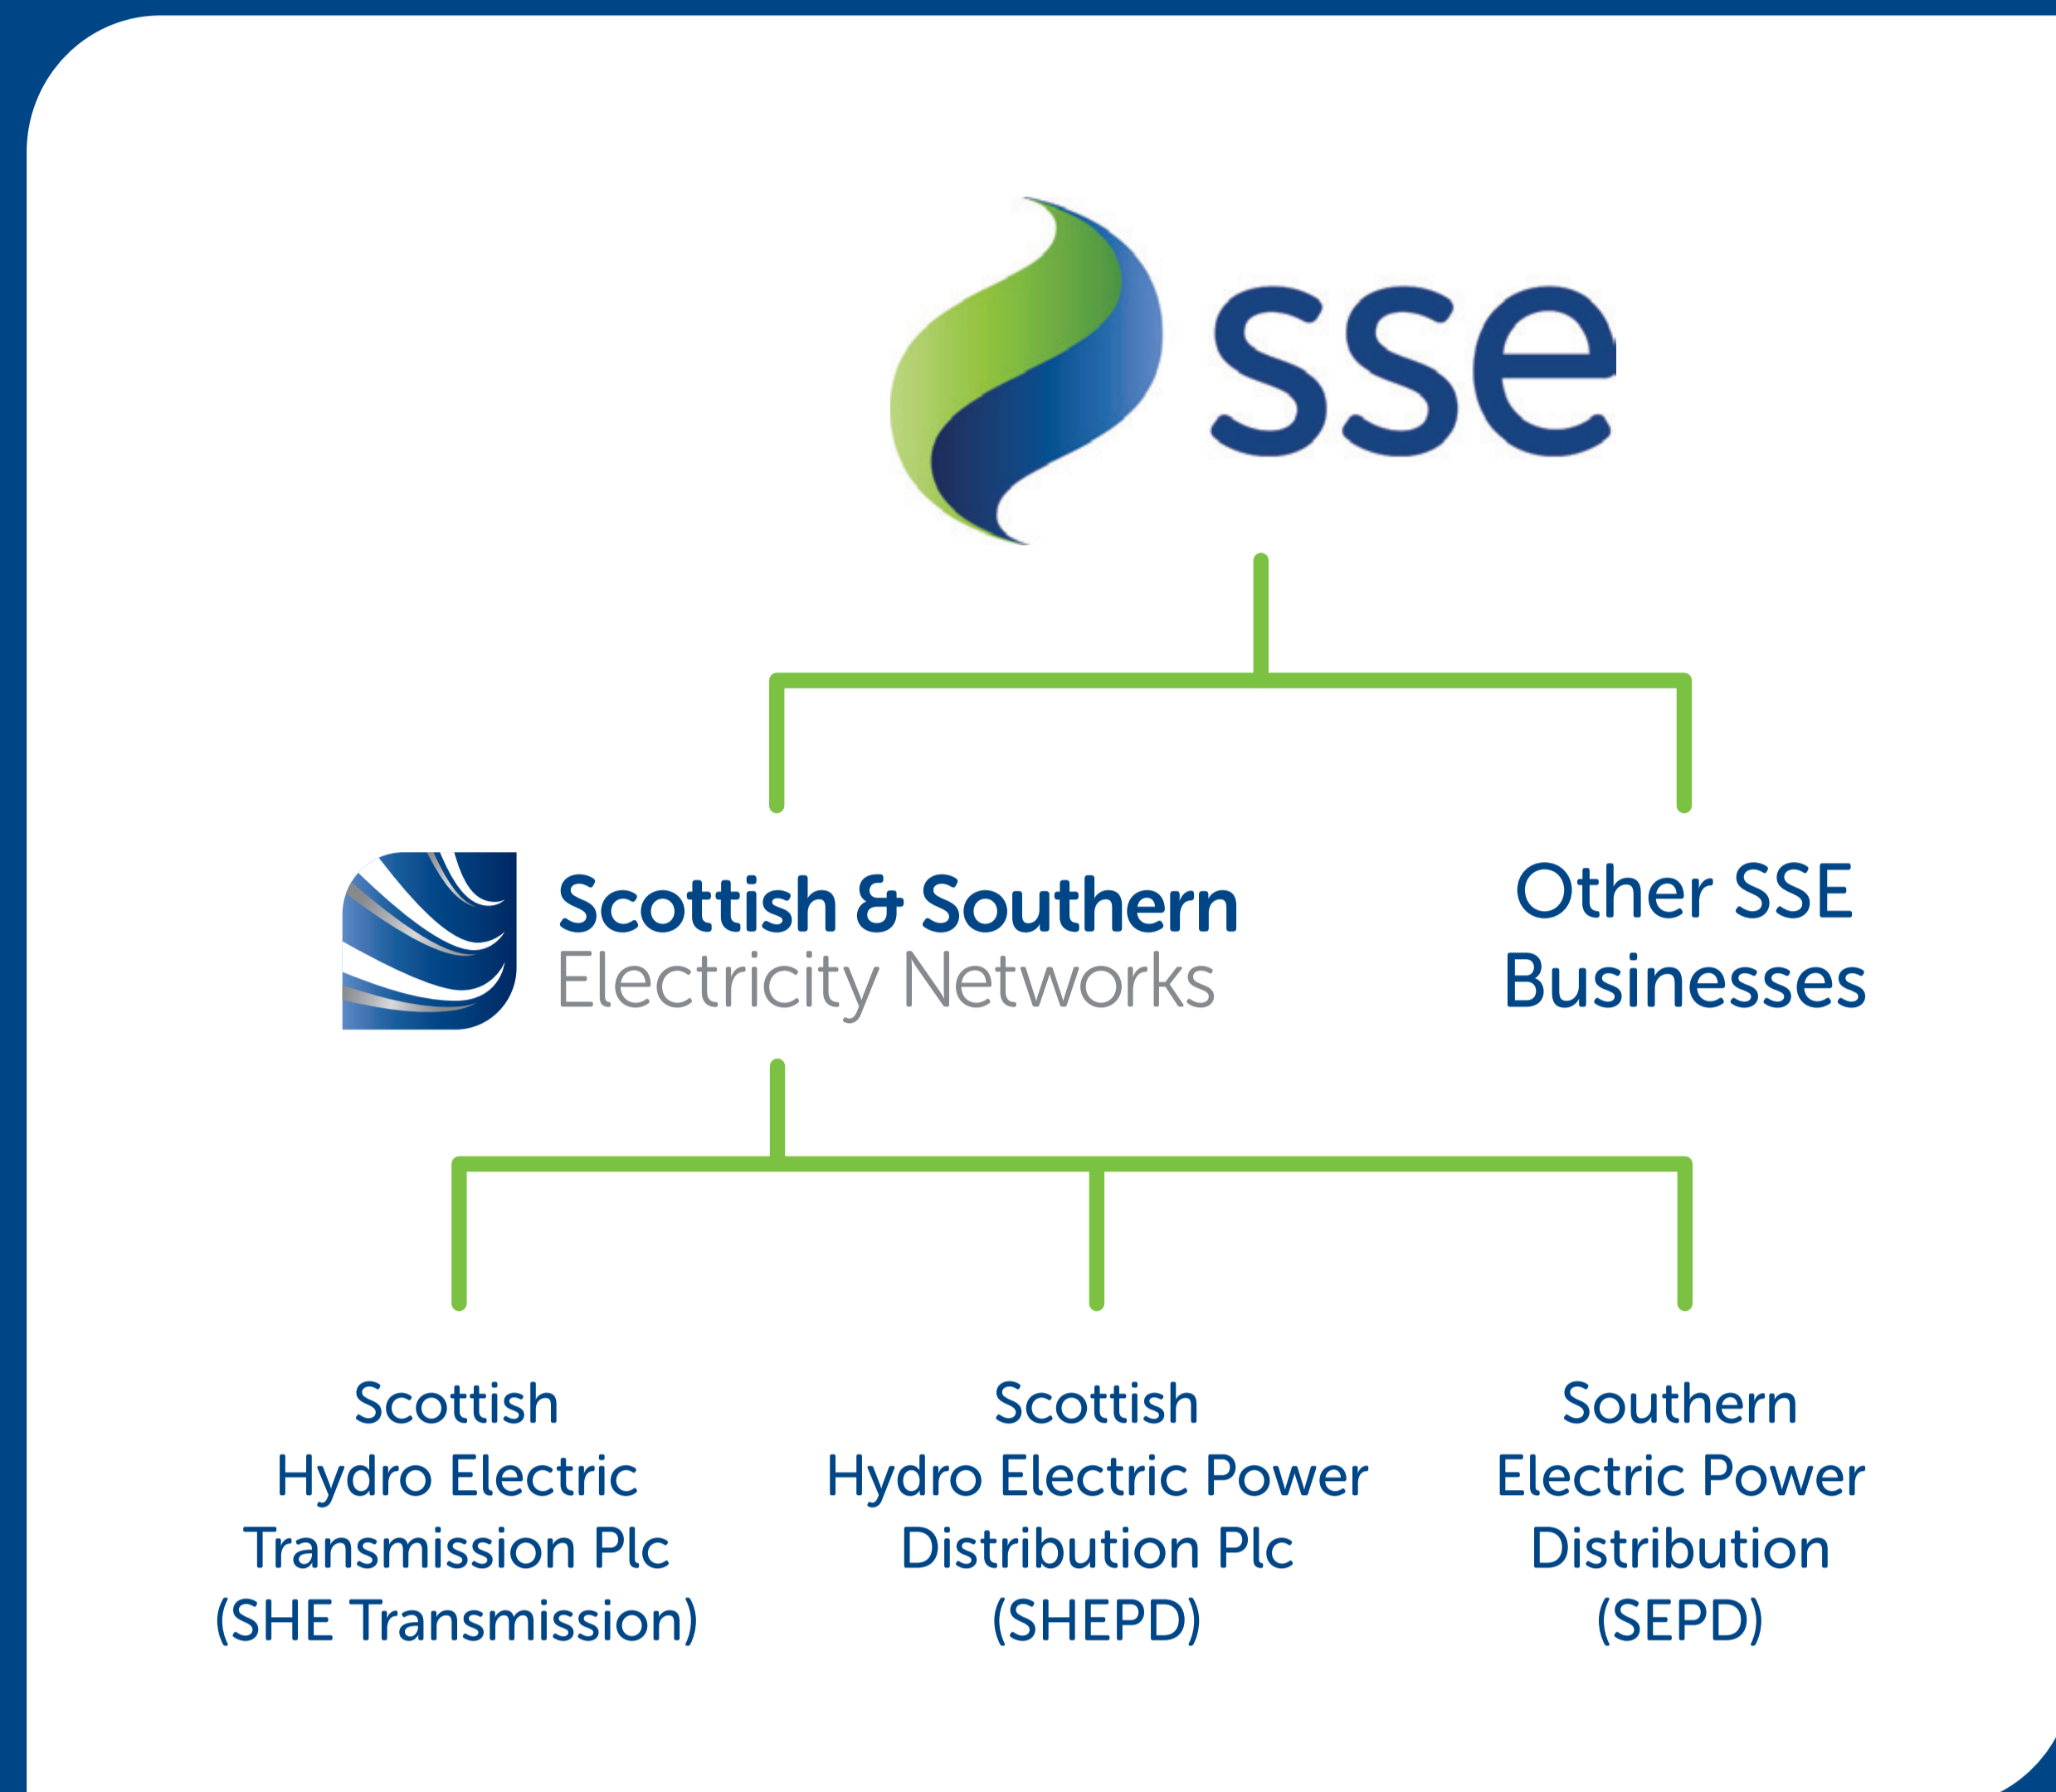 sse
Scottish & Southern
Electricity Networks
Other SSE
Businesses
Scottish
Hydro Electric
Transmission Plc
(SHE Transmission)
Scottish
Hydro Electric Power
Distribution Plc
(SHEPD)
Southern
Electric Power
Distribution
(SEPD)